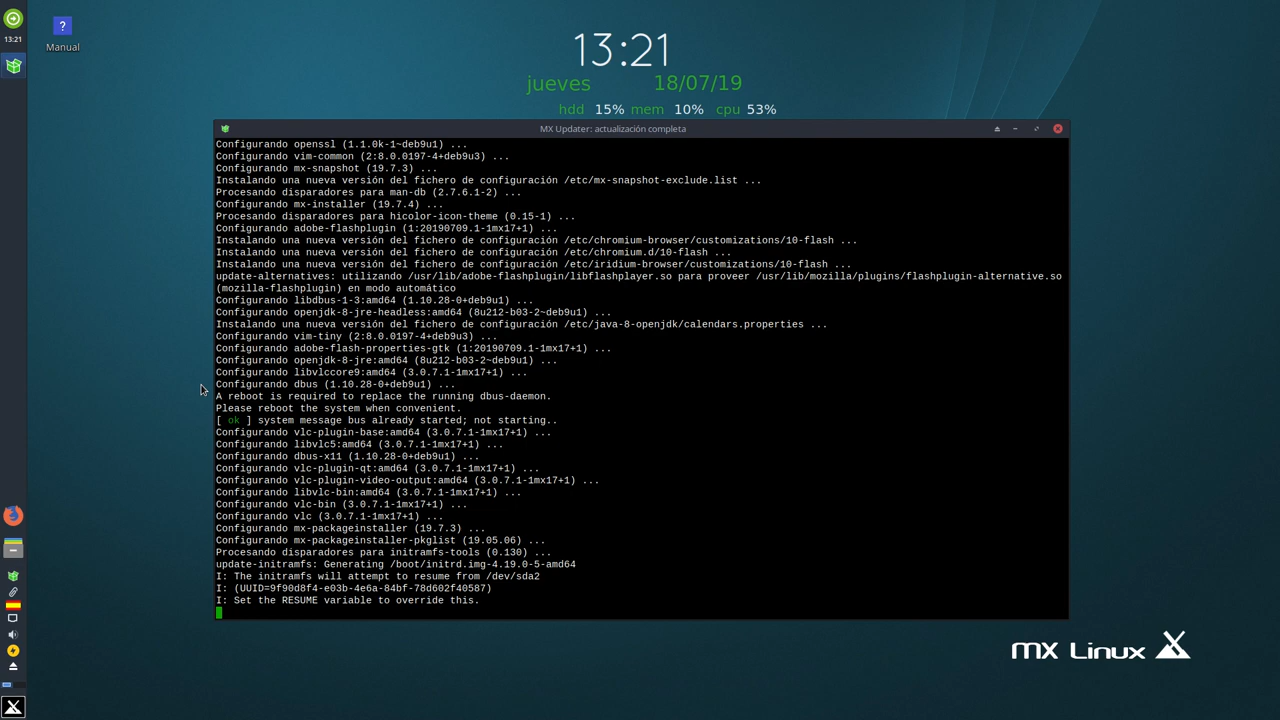 13:21
?
Manual
13:21
jueves 18/07/19
hdd 15% mem 10% cpu 53%
MX Updater: actualización completa
Configurando openssl (1.1.0k-1~deb9u1) ...
Configurando vim-common (2:8.0.0197-4+deb9u3) ...
Configurando mx-snapshot (19.7.3) ...
Instalando una nueva versión del fichero de configuración /etc/mx-snapshot-exclude.list ...
Procesando disparadores para man-db (2.7.6.1-2) ...
Configurando mx-installer (19.7.4) ...
Procesando disparadores para hicolor-icon-theme (0.15-1) ...
Configurando adobe-flashplugin (1:20190709.1-1mx17+1) ...
Instalando una nueva versión del fichero de configuración /etc/chromium-browser/customizations/10-flash ...
Instalando una nueva versión del fichero de configuración /etc/chromium.d/10-flash ...
Instalando una nueva versión del fichero de configuración /etc/iridium-browser/customizations/10-flash ...
update-alternatives: utilizando /usr/lib/adobe-flashplugin/libflashplayer.so para proveer /usr/lib/mozilla/plugins/flashplugin-alternative.so
(mozilla-flashplugin) en modo automático
Configurando libdbus-1-3:amd64 (1.10.28-0+deb9u1) ...
Configurando openjdk-8-jre-headless:amd64 (8u212-b03-2~deb9u1) ...
Instalando una nueva versión del fichero de configuración /etc/java-8-openjdk/calendars.properties ...
Configurando vim-tiny (2:8.0.0197-4+deb9u3) ...
Configurando adobe-flash-properties-gtk (1:20190709.1-1mx17+1) ...
Configurando openjdk-8-jre:amd64 (8u212-b03-2~deb9u1) ...
Configurando libvlccore9:amd64 (3.0.7.1-1mx17+1) ...
Configurando dbus (1.10.28-0+deb9u1) ...
A reboot is required to replace the running dbus-daemon.
Please reboot the system when convenient.
[ ok ] system message bus already started; not starting..
Configurando vlc-plugin-base:amd64 (3.0.7.1-1mx17+1) ...
Configurando libvlc5:amd64 (3.0.7.1-1mx17+1) ...
Configurando dbus-x11 (1.10.28-0+deb9u1) ...
Configurando vlc-plugin-qt:amd64 (3.0.7.1-1mx17+1) ...
Configurando vlc-plugin-video-output:amd64 (3.0.7.1-1mx17+1) ...
Configurando libvlc-bin:amd64 (3.0.7.1-1mx17+1) ...
Configurando vlc-bin (3.0.7.1-1mx17+1) ...
Configurando vlc (3.0.7.1-1mx17+1) ...
Configurando mx-packageinstaller (19.7.3) ...
Configurando mx-packageinstaller-pkglist (19.05.06) ...
Procesando disparadores para initramfs-tools (0.130) ...
update-initramfs: Generating /boot/initrd.img-4.19.0-5-amd64
I: The initramfs will attempt to resume from /dev/sda2
I: (UUID=9f90d8f4-e03b-4e6a-84bf-78d602f40587)
I: Set the RESUME variable to override this.
MX Linux